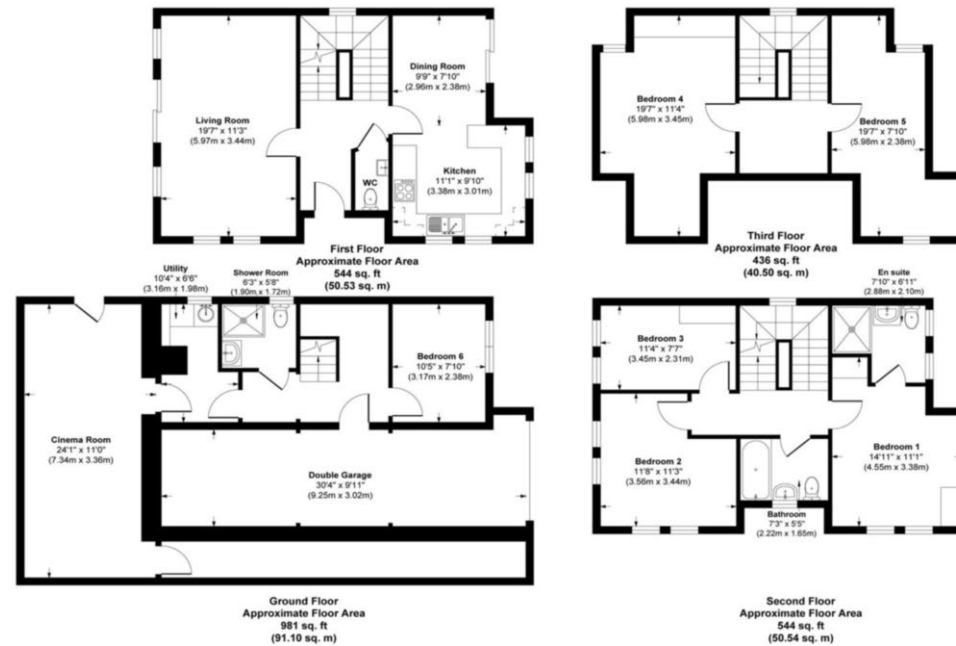 Living Room
19'7" x 11'3"
(5.97m x 3.44m)
Dining Room
9'9" x 7'10"
(2.96m x 2.38m)
WC
Kitchen
11'1" x 9'10"
(3.38m x 3.01m)
First Floor
Approximate Floor Area
544 sq. ft
(50.53 sq. m)
Bedroom 4
19'7" x 11'4"
(5.98m x 3.45m)
Bedroom 5
19'7" x 7'10"
(5.98m x 2.38m)
Third Floor
Approximate Floor Area
436 sq. ft
(40.50 sq. m)
Utility
10'4" x 6'6"
(3.16m x 1.98m)
Shower Room
6'3" x 5'8"
(1.90m x 1.72m)
Bedroom 6
10'5" x 7'10"
(3.17m x 2.38m)
Cinema Room
24'1" x 11'0"
(7.34m x 3.36m)
Double Garage
30'4" x 9'11"
(9.25m x 3.02m)
Ground Floor
Approximate Floor Area
981 sq. ft
(91.10 sq. m)
En suite
7'10" x 6'11"
(2.88m x 2.10m)
Bedroom 3
11'4" x 7'7"
(3.45m x 2.31m)
Bedroom 2
11'8" x 11'3"
(3.56m x 3.44m)
Bedroom 1
14'11" x 11'1"
(4.55m x 3.38m)
Bathroom
7'3" x 5'5"
(2.22m x 1.65m)
Second Floor
Approximate Floor Area
544 sq. ft
(50.54 sq. m)